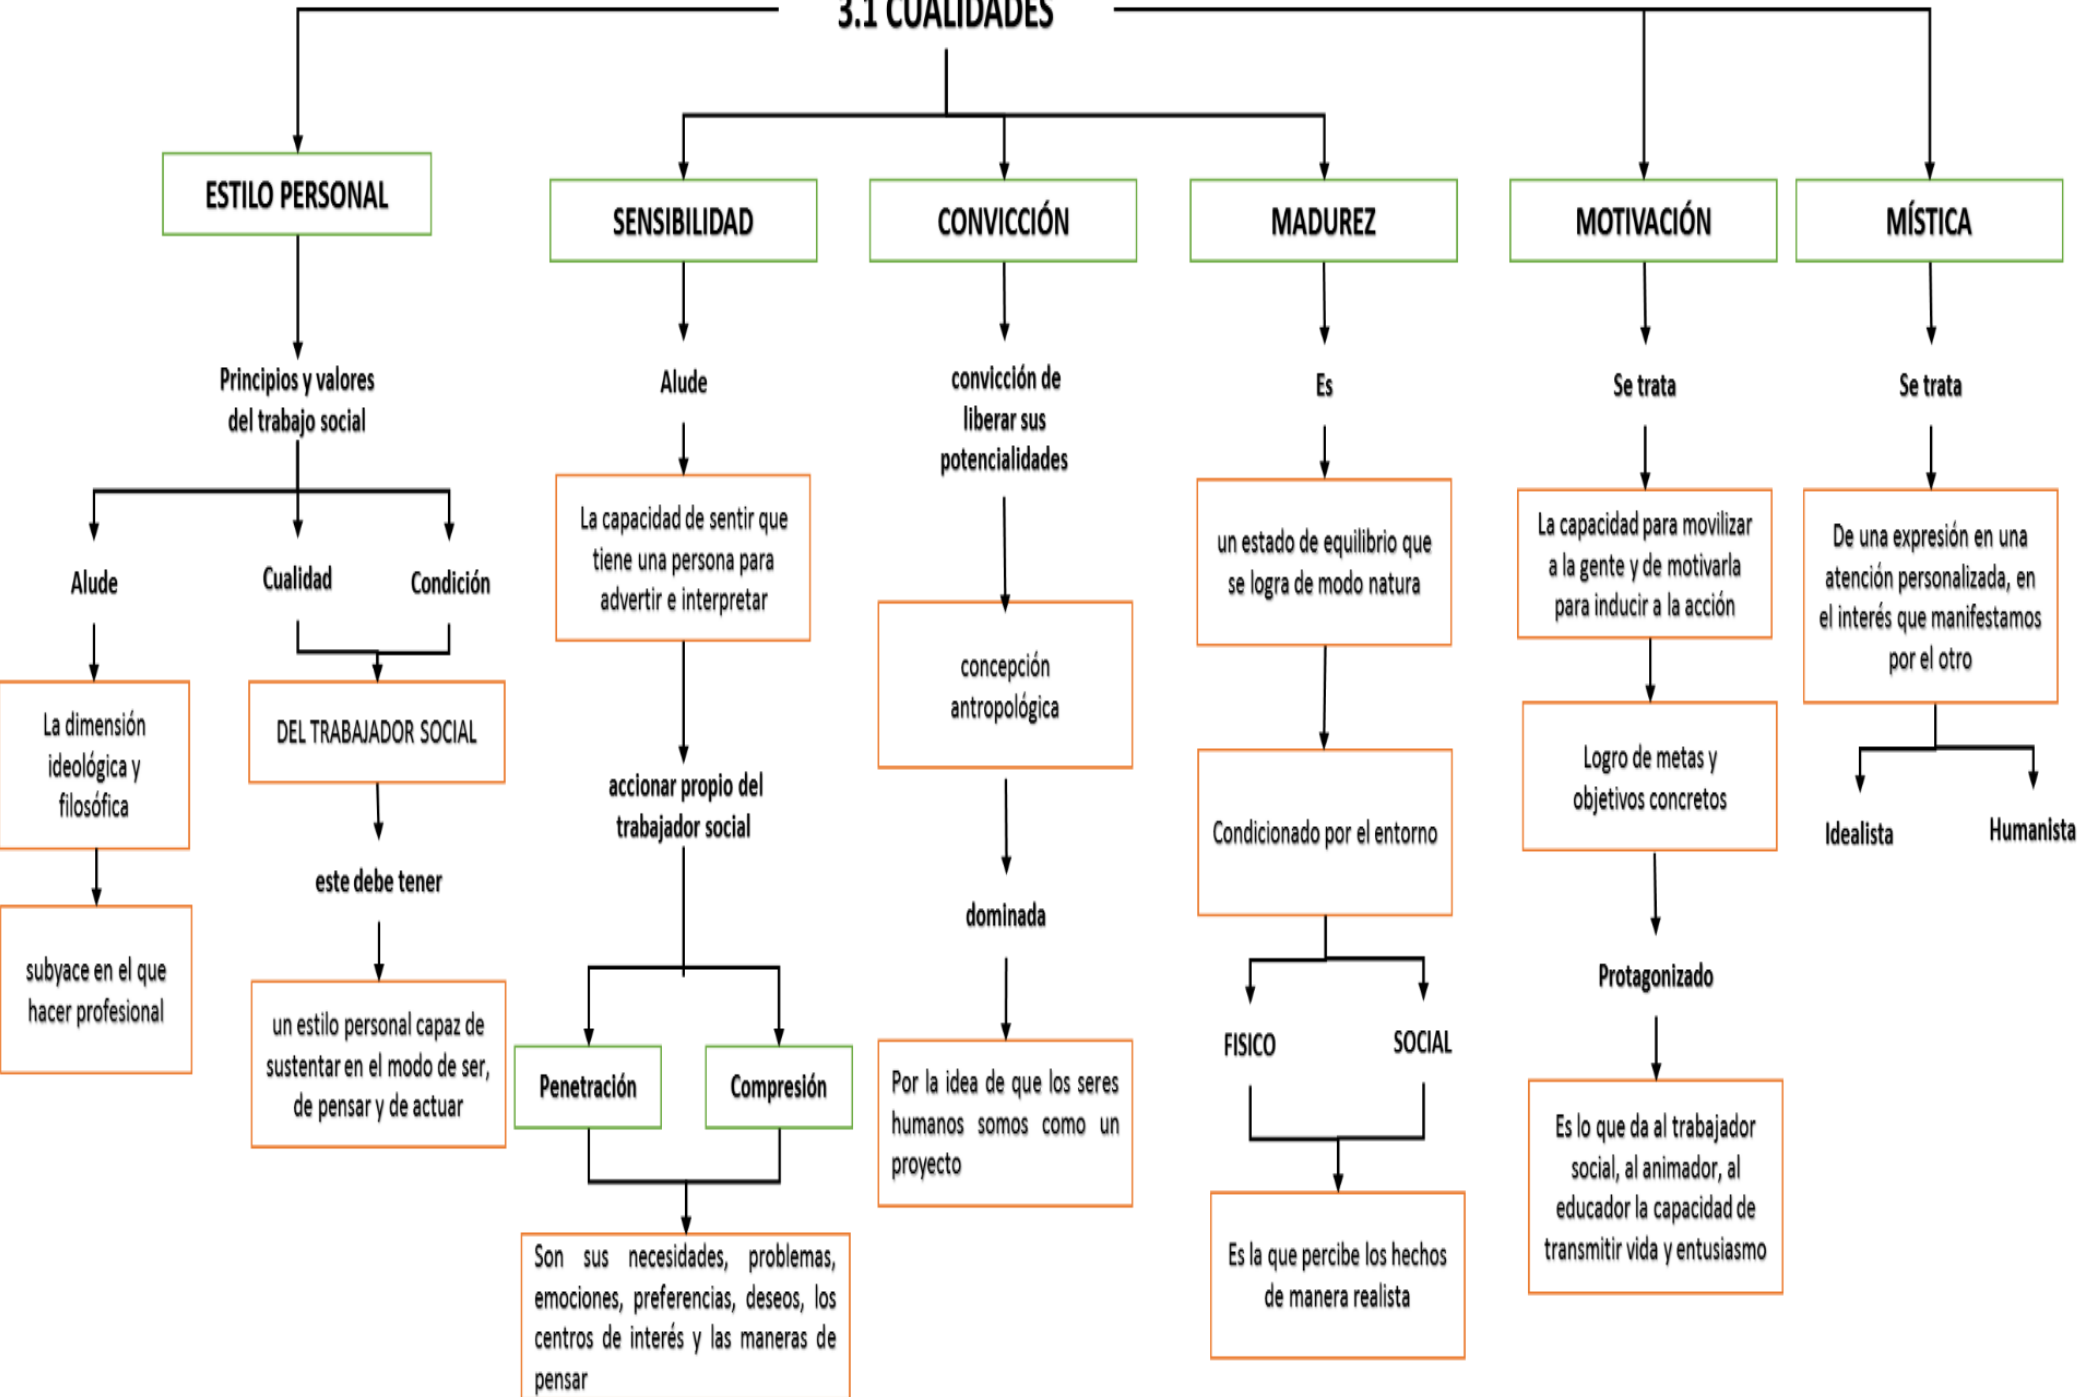 3.1 CUALIDADES
ESTILO PERSONAL
Principios y valores
del trabajo social
Alude
La dimensión
ideológica y
filosófica
subyace en el que
hacer profesional
Cualidad
Condición
DEL TRABAJADOR SOCIAL
este debe tener
un estilo personal capaz de
sustentar en el modo de ser,
de pensar y de actuar
SENSIBILIDAD
Alude
La capacidad de sentir que
tiene una persona para
advertir e interpretar
accionar propio del
trabajador social
Penetración
Compresión
Son sus necesidades, problemas,
emociones, preferencias, deseos, los
centros de interés y las maneras de
pensar
CONVICCIÓN
convicción de
liberar sus
potencialidades
concepción
antropológica
dominada
Por la idea de que los seres
humanos somos como un
proyecto
MADUREZ
Es
un estado de equilibrio que
se logra de modo natura
Condicionado por el entorno
FISICO
SOCIAL
Es la que percibe los hechos
de manera realista
MOTIVACIÓN
Se trata
La capacidad para movilizar
a la gente y de motivarla
para inducir a la acción
Logro de metas y
objetivos concretos
Protagonizado
Es lo que da al trabajador
social, al animador, al
educador la capacidad de
transmitir vida y entusiasmo
MÍSTICA
Se trata
De una expresión en una
atención personalizada, en
el interés que manifestamos
por el otro
Idealista
Humanista